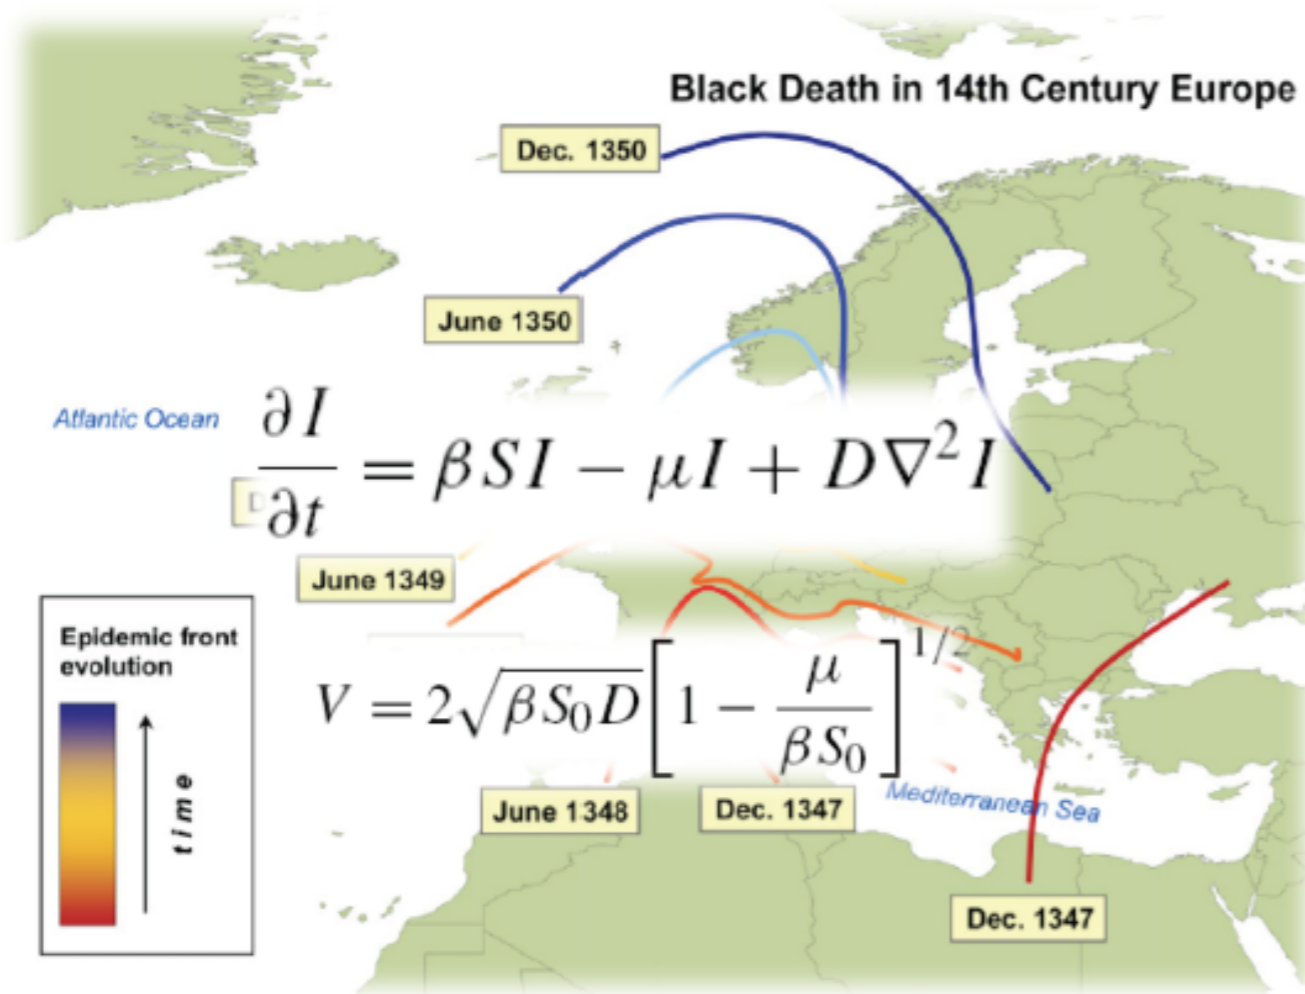 Black Death in 14th Century Europe
Dec. 1350
June 1350
Atlantic Ocean
∂I/∂t = βSI − μI + D∇²I
June 1349
Epidemic front
evolution
time
V = 2√(βS₀D) [1 − μ/(βS₀)]^{1/2}
June 1348
Dec. 1347
Mediterranean Sea
Dec. 1347